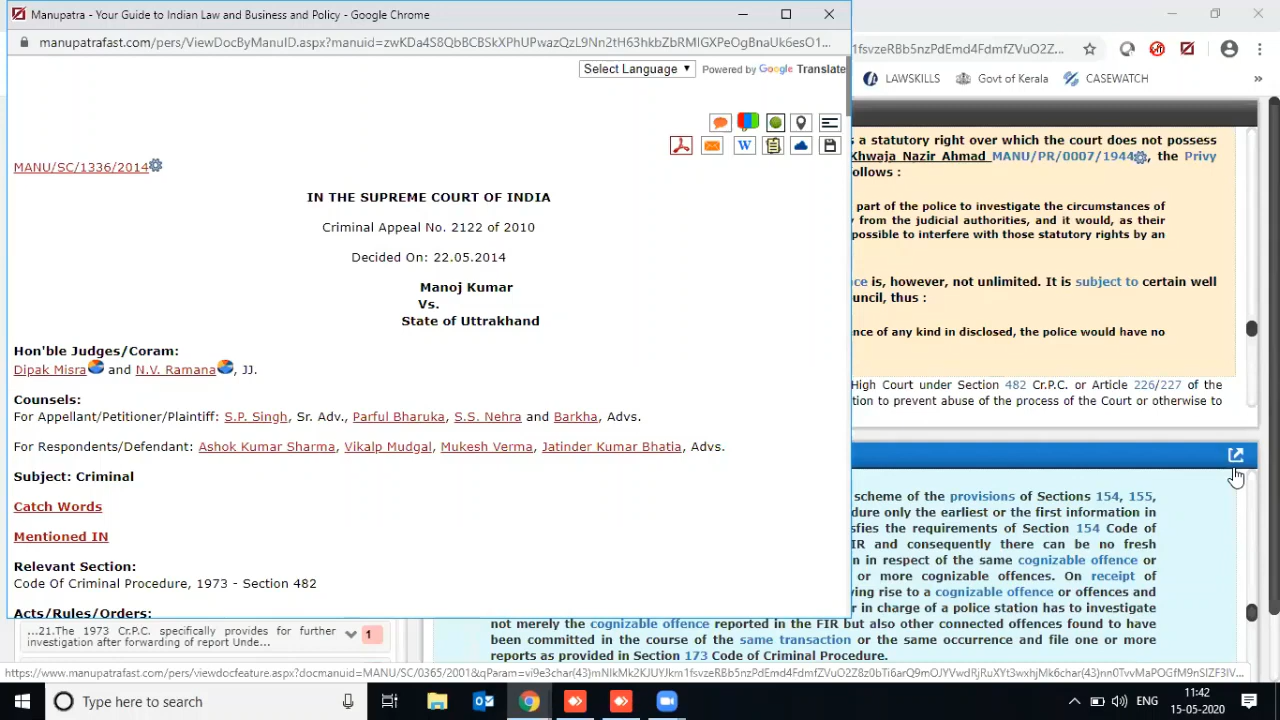 Manupatra - Your Guide to Indian Law and Business and Policy - Google Chrome
manupatrafast.com/pers/ViewDocByManuID.aspx?manuid=zwKDa4S8QbBCBSkXPhUPwazQzL9Nn2tH63hkbZbRMIGXPeOgBnaUk6esO1...
Select Language ▼ Powered by Google Translate
MANU/SC/1336/2014
IN THE SUPREME COURT OF INDIA
Criminal Appeal No. 2122 of 2010
Decided On: 22.05.2014
Manoj Kumar
Vs.
State of Uttrakhand
Hon'ble Judges/Coram:
Dipak Misra and N.V. Ramana, JJ.
Counsels:
For Appellant/Petitioner/Plaintiff: S.P. Singh, Sr. Adv., Parful Bharuka, S.S. Nehra and Barkha, Advs.
For Respondents/Defendant: Ashok Kumar Sharma, Vikalp Mudgal, Mukesh Verma, Jatinder Kumar Bhatia, Advs.
Subject: Criminal
Catch Words
Mentioned IN
Relevant Section:
Code Of Criminal Procedure, 1973 - Section 482
Acts/Rules/Orders:
1fsvzeRBb5nzPdEmd4FdmfZVuO2Z...
LAWSKILLS Govt of Kerala CASEWATCH »
s a statutory right over which the court does not possess
Khwaja Nazir Ahmad MANU/PR/0007/1944, the Privy
ollows :
part of the police to investigate the circumstances of
y from the judicial authorities, and it would, as their
possible to interfere with those statutory rights by an
ce is, however, not unlimited. It is subject to certain well
uncil, thus :
nce of any kind in disclosed, the police would have no
High Court under Section 482 Cr.P.C. or Article 226/227 of the
tion to prevent abuse of the process of the Court or otherwise to
scheme of the provisions of Sections 154, 155,
dure only the earliest or the first information in
sfies the requirements of Section 154 Code of
IR and consequently there can be no fresh
n in respect of the same cognizable offence or
or more cognizable offences. On receipt of
ving rise to a cognizable offence or offences and
r in charge of a police station has to investigate
not merely the cognizable offence reported in the FIR but also other connected offences found to have
been committed in the course of the same transaction or the same occurrence and file one or more
reports as provided in Section 173 Code of Criminal Procedure.
...21.The 1973 Cr.P.C. specifically provides for further
investigation after forwarding of report Unde...
1
Type here to search
ENG
11:42
15-05-2020